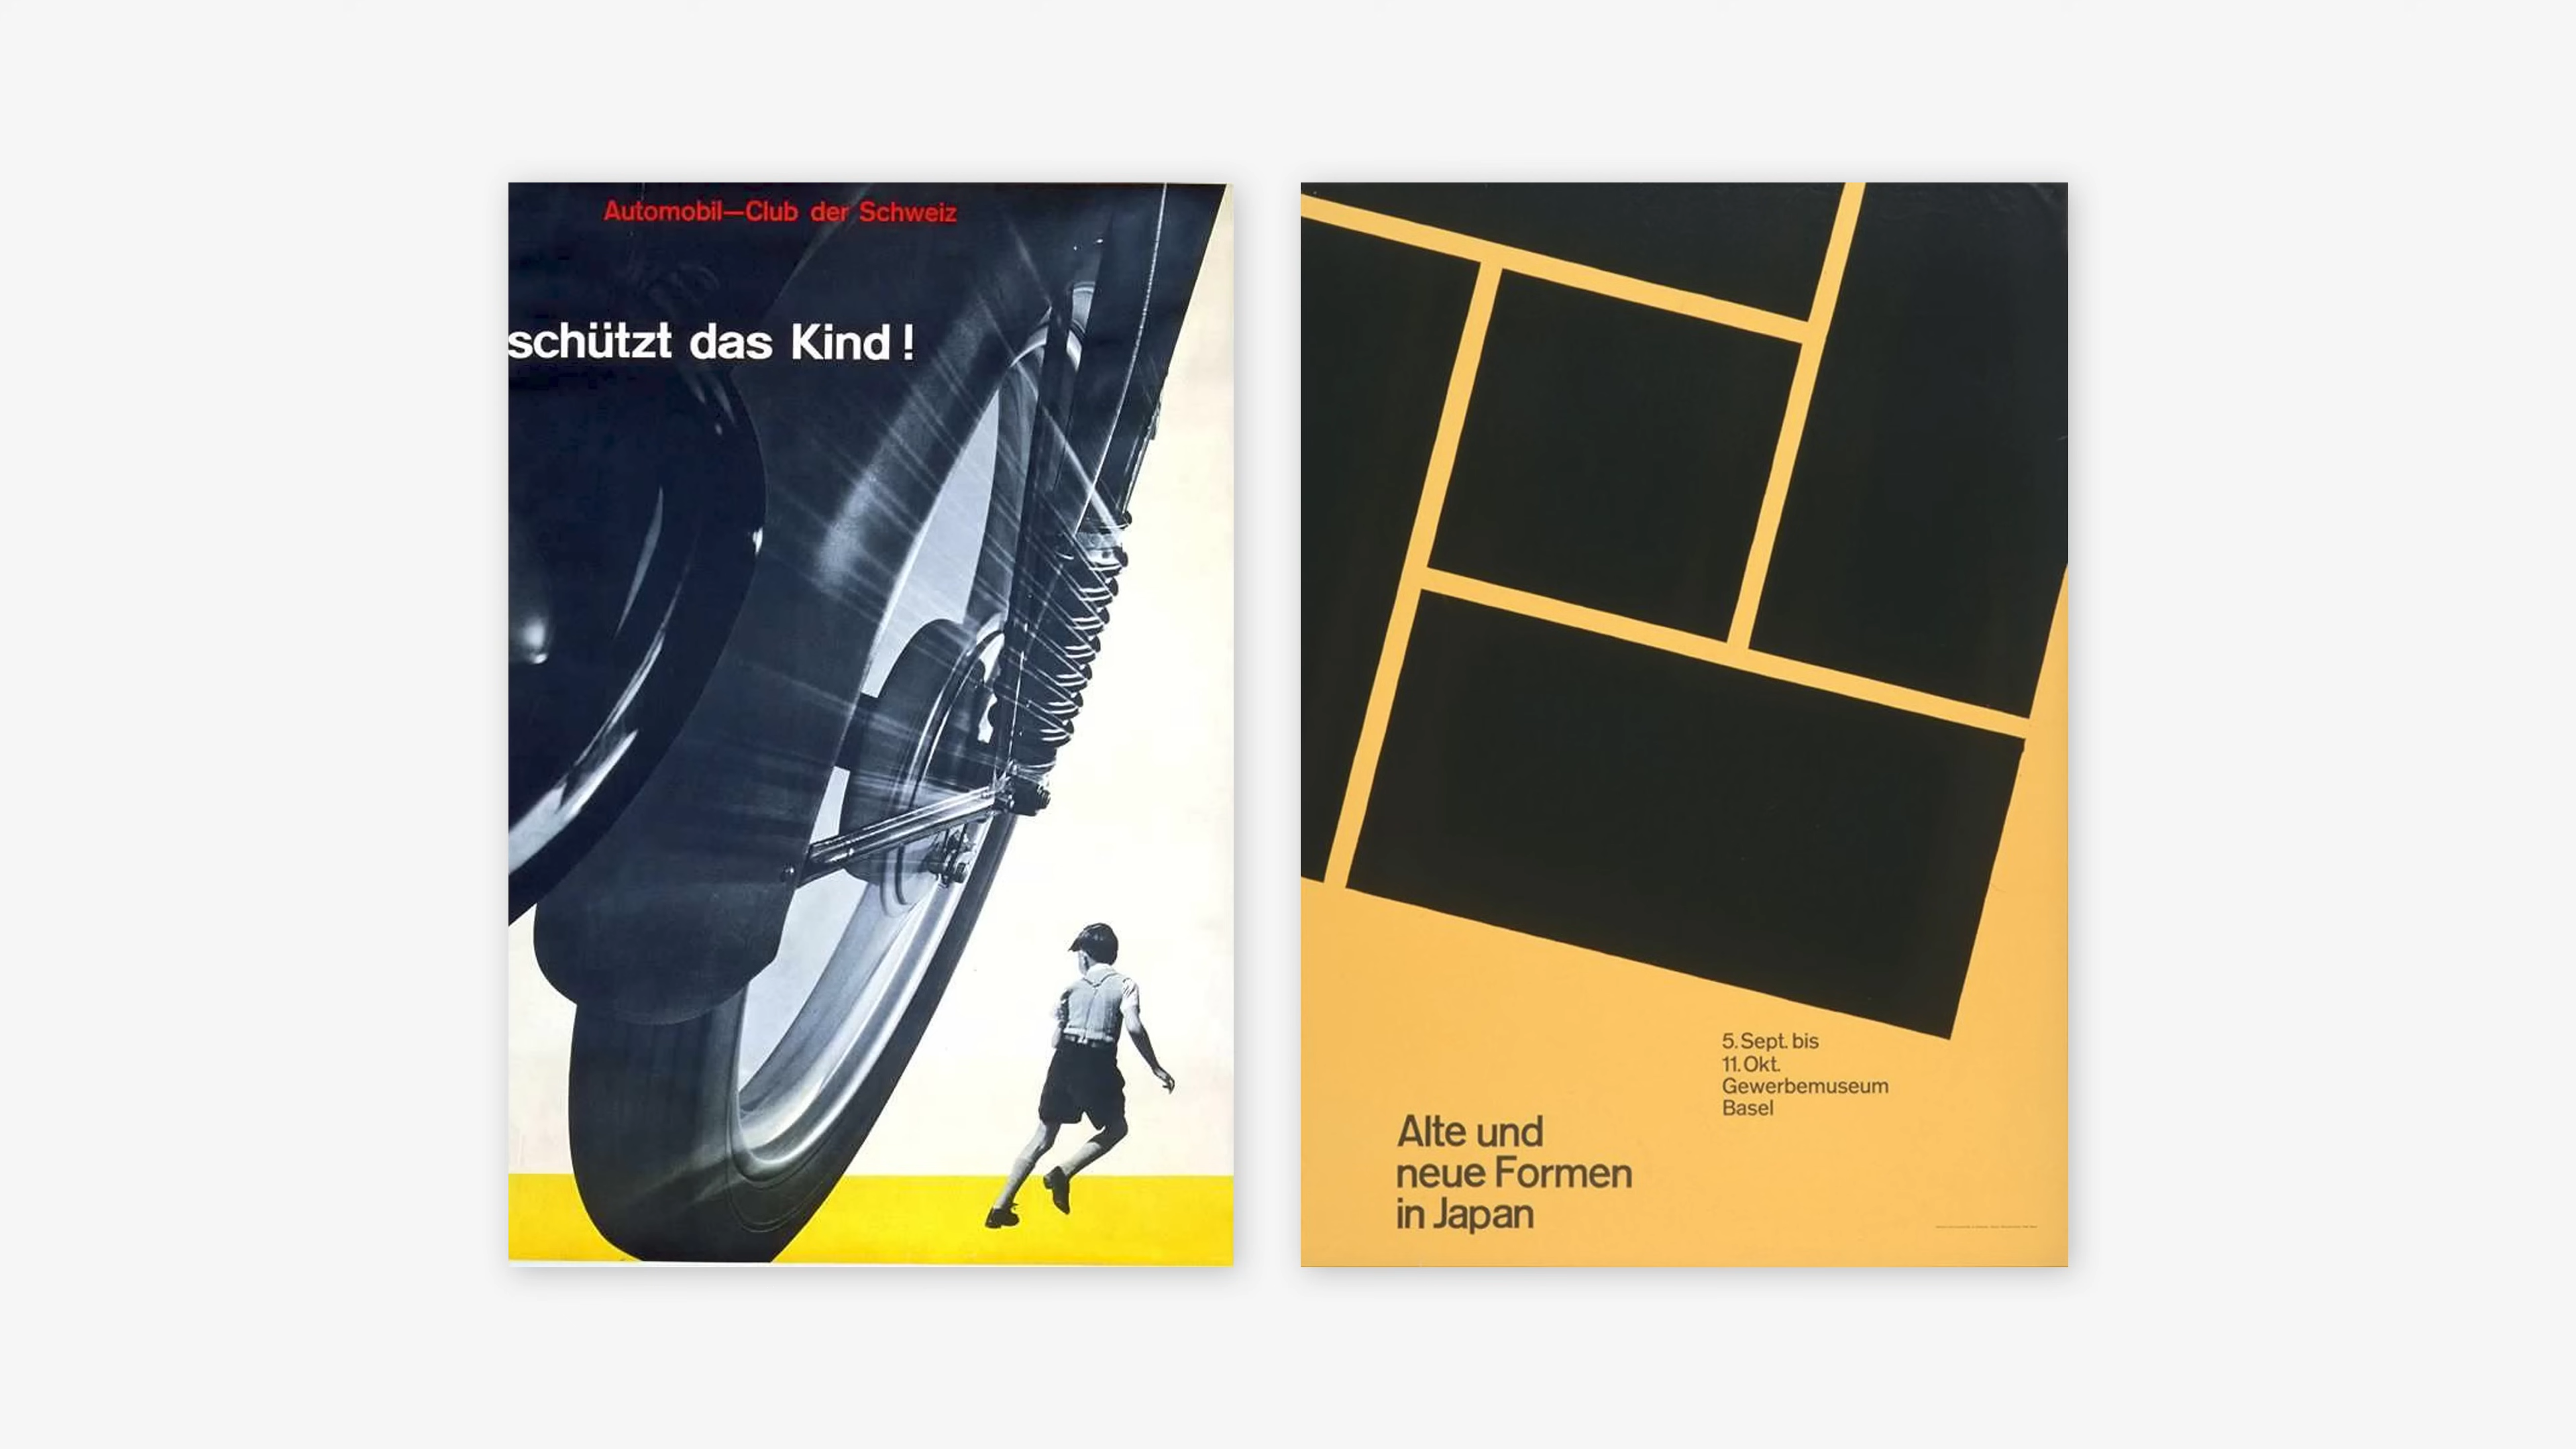 Automobil—Club der Schweiz
schützt das Kind!
5. Sept. bis
11. Okt.
Gewerbemuseum
Basel
Alte und
neue Formen
in Japan